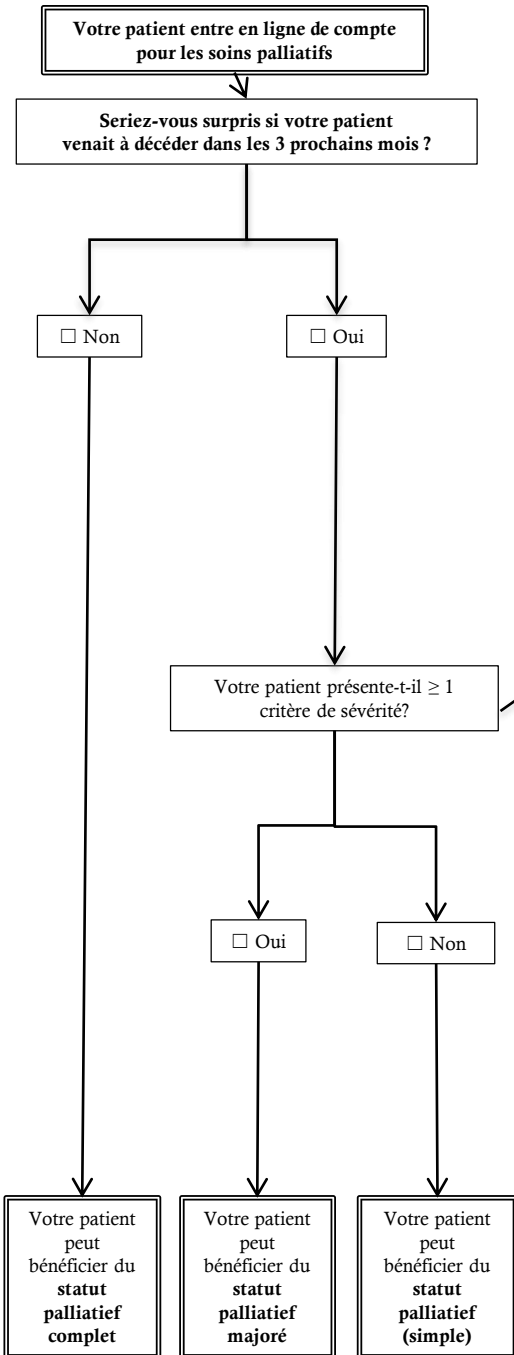 Votre patient entre en ligne de compte
pour les soins palliatifs
Seriez-vous surpris si votre patient
venait à décéder dans les 3 prochains mois ?
☐ Non
☐ Oui
Votre patient présente-t-il ≥ 1
critère de sévérité?
☐ Oui
☐ Non
Votre patient
peut
bénéficier du
statut
palliatif
complet
Votre patient
peut
bénéficier du
statut
palliatif
majoré
Votre patient
peut
bénéficier du
statut
palliatif
(simple)